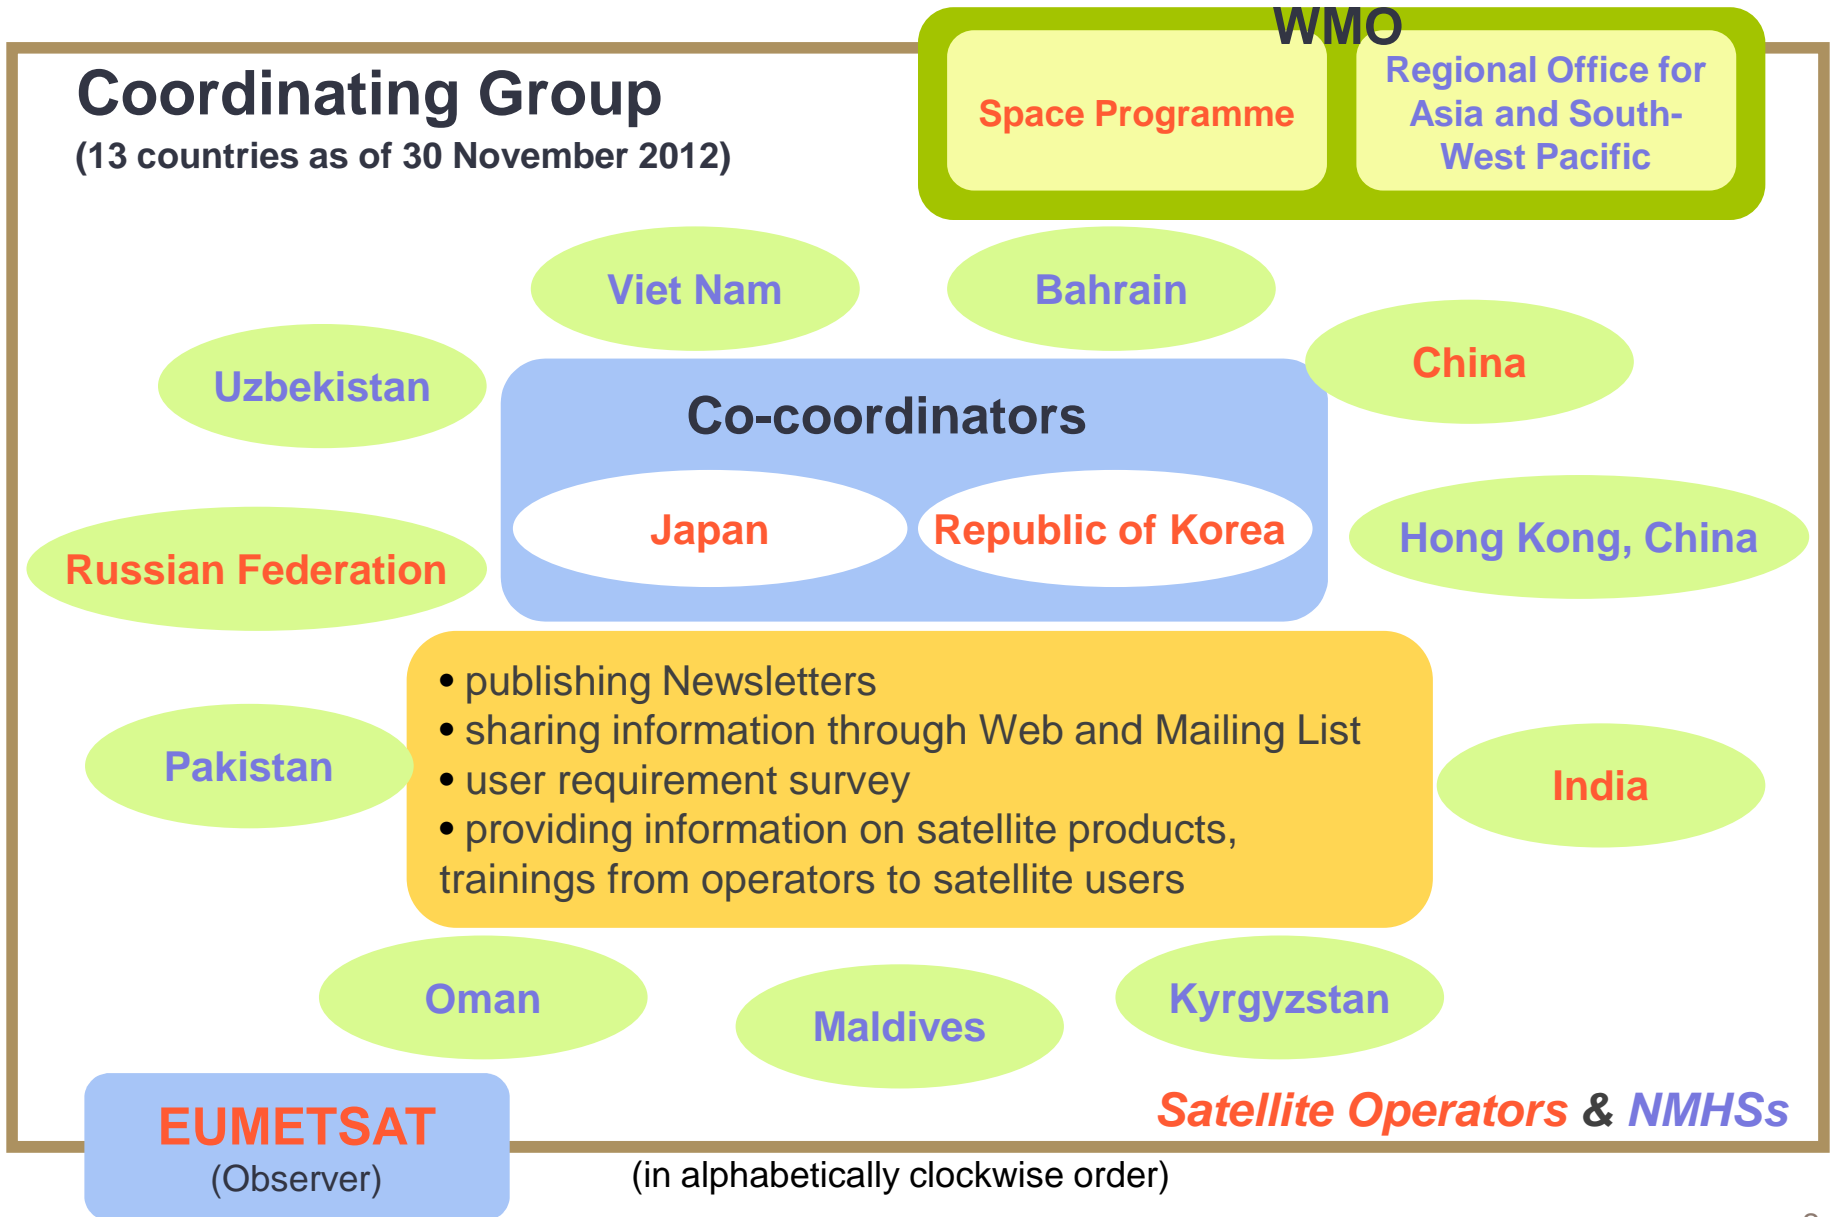 WMO
Coordinating Group
(13 countries as of 30 November 2012)
Space Programme
Regional Office for
Asia and South-
West Pacific
Viet Nam
Bahrain
China
Uzbekistan
Co-coordinators
Japan
Republic of Korea
Hong Kong, China
Russian Federation
• publishing Newsletters
• sharing information through Web and Mailing List
• user requirement survey
• providing information on satellite products,
trainings from operators to satellite users
Pakistan
India
Oman
Maldives
Kyrgyzstan
EUMETSAT
(Observer)
Satellite Operators & NMHSs
(in alphabetically clockwise order)